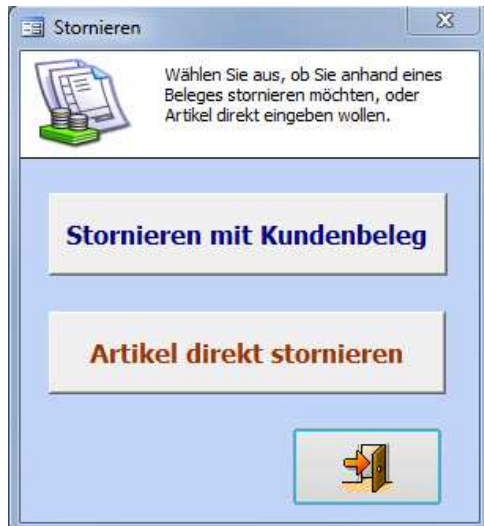 Stornieren
Wählen Sie aus, ob Sie anhand eines
Beleges stornieren möchten, oder
Artikel direkt eingeben wollen.
Stornieren mit Kundenbeleg
Artikel direkt stornieren